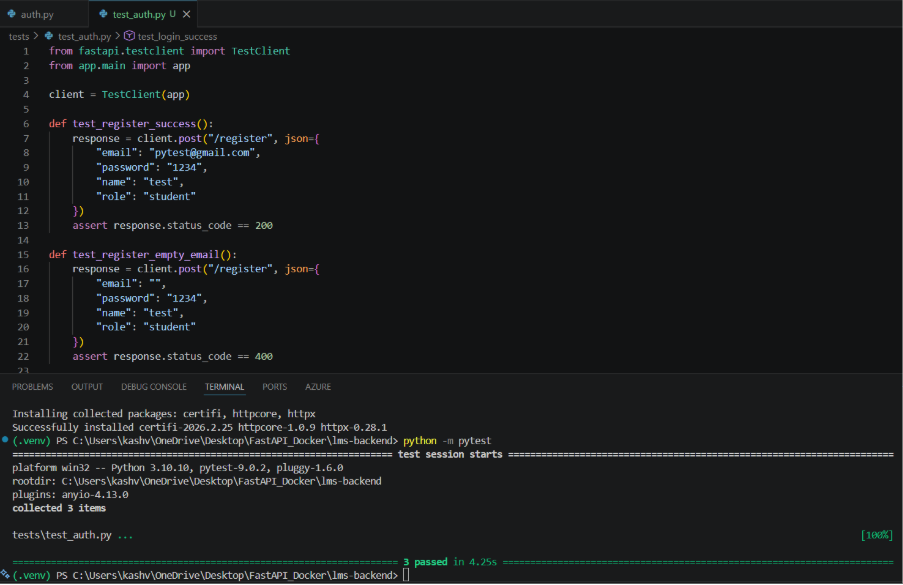 auth.py
test_auth.py U
tests > test_auth.py > test_login_success
1 from fastapi.testclient import TestClient
2 from app.main import app
3
4 client = TestClient(app)
5
6 def test_register_success():
7     response = client.post("/register", json={
8         "email": "pytest@gmail.com",
9         "password": "1234",
10         "name": "test",
11         "role": "student"
12     })
13     assert response.status_code == 200
14
15 def test_register_empty_email():
16     response = client.post("/register", json={
17         "email": "",
18         "password": "1234",
19         "name": "test",
20         "role": "student"
21     })
22     assert response.status_code == 400
23
PROBLEMS OUTPUT DEBUG CONSOLE TERMINAL PORTS AZURE
Installing collected packages: certifi, httpcore, httpx
Successfully installed certifi-2026.2.25 httpcore-1.0.9 httpx-0.28.1
(.venv) PS C:\Users\kashv\OneDrive\Desktop\FastAPI_Docker\lms-backend> python -m pytest
============================== test session starts ==============================
platform win32 -- Python 3.10.10, pytest-9.0.2, pluggy-1.6.0
rootdir: C:\Users\kashv\OneDrive\Desktop\FastAPI_Docker\lms-backend
plugins: anyio-4.13.0
collected 3 items
tests\test_auth.py ... [100%]
============================== 3 passed in 4.25s ==============================
(.venv) PS C:\Users\kashv\OneDrive\Desktop\FastAPI_Docker\lms-backend>